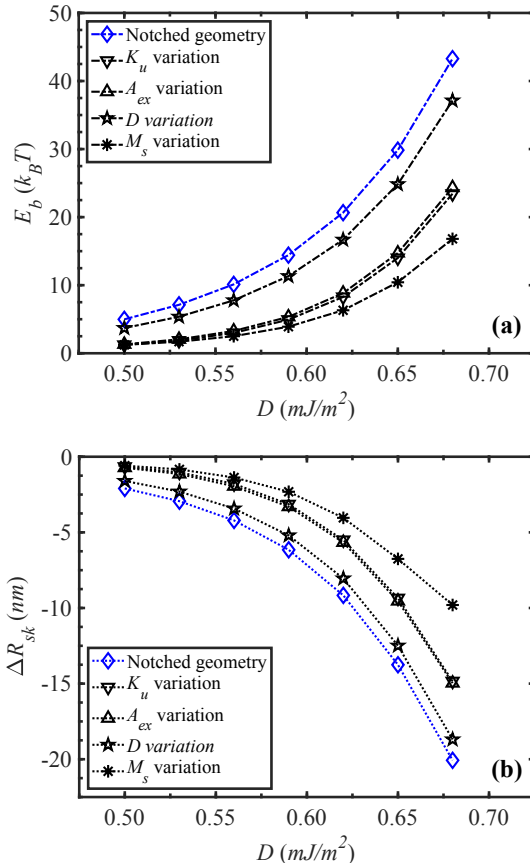 50
40
30
20
10
0
E_b (k_BT)
Notched geometry
K_u variation
A_ex variation
D variation
M_s variation
(a)
0.50 0.55 0.60 0.65 0.70
D (mJ/m^2)
0
-5
-10
-15
-20
ΔR_sk (nm)
Notched geometry
K_u variation
A_ex variation
D variation
M_s variation
(b)
0.50 0.55 0.60 0.65 0.70
D (mJ/m^2)